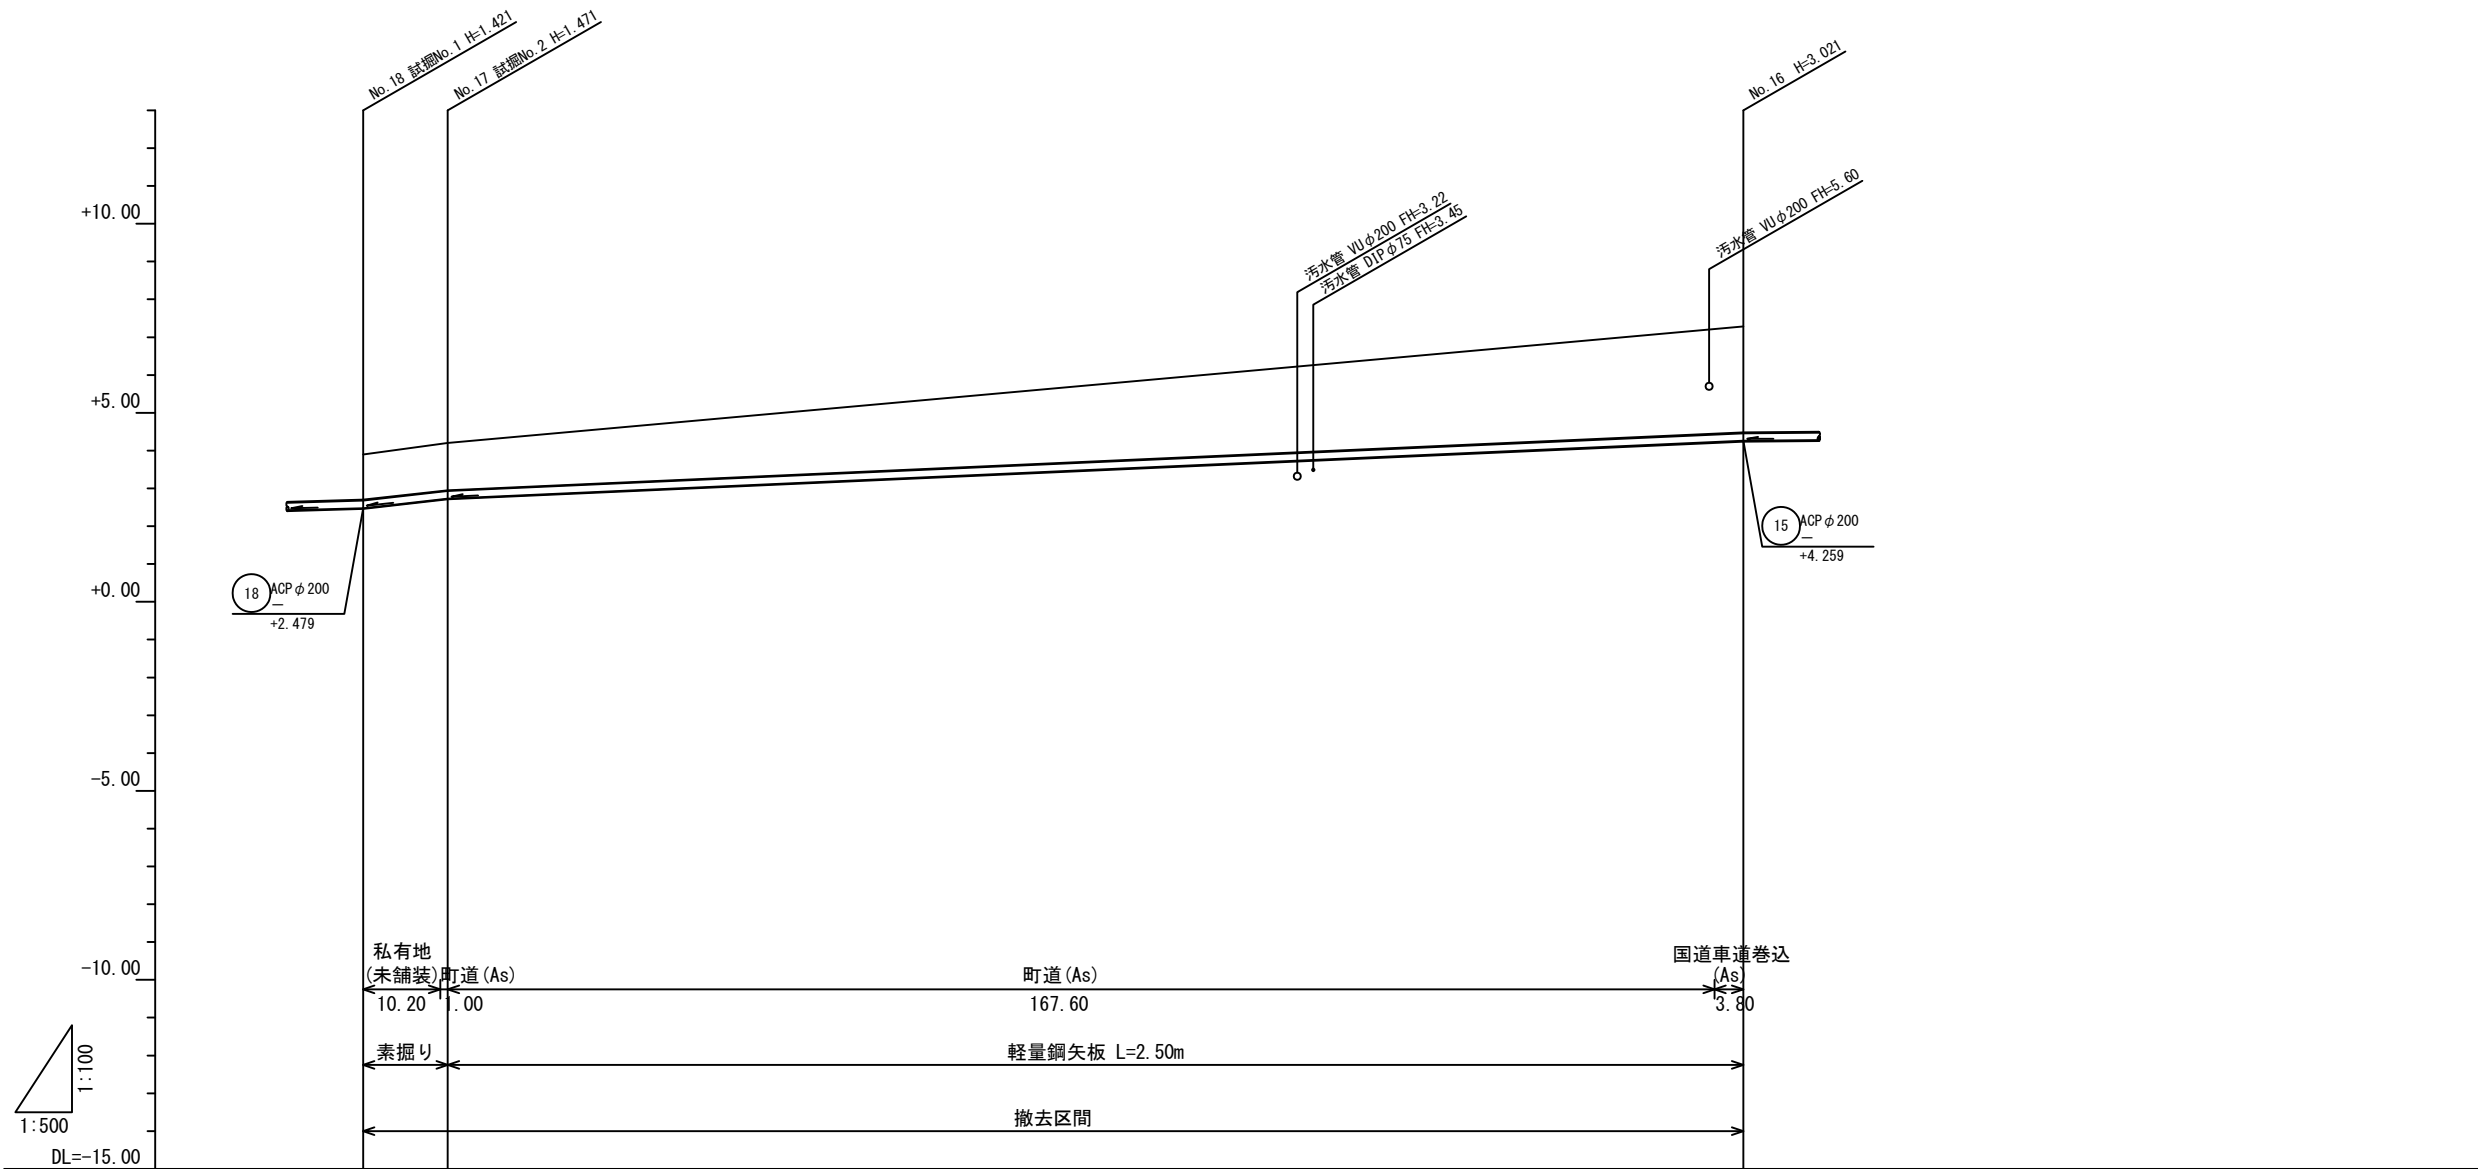 No.18 試掘No.1 H=1.421
No.17 試掘No.2 H=1.471
No.16 H=3.021
汚水管 VUφ200 FH=3.22
汚水管 DIPφ75 FH=3.45
汚水管 VUφ200 FH=5.60
+10.00
+5.00
+0.00
-5.00
-10.00
DL=-15.00
15 ACPφ200
—
+4.259
18 ACPφ200
—
+2.479
私有地
(未舗装)
10.20
町道(As)
1.00
町道(As)
167.60
国道車道巻込
(As)
3.80
素掘り
軽量鋼矢板 L=2.50m
撤去区間
1:100
1:500